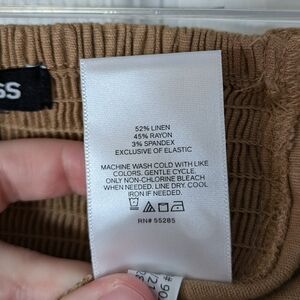 SS
52% LINEN
45% RAYON
3% SPANDEX
EXCLUSIVE OF ELASTIC
MACHINE WASH COLD WITH LIKE
COLORS. GENTLE CYCLE.
ONLY NON-CHLORINE BLEACH
WHEN NEEDED. LINE DRY. COOL
IRON IF NEEDED.
RN# 55285